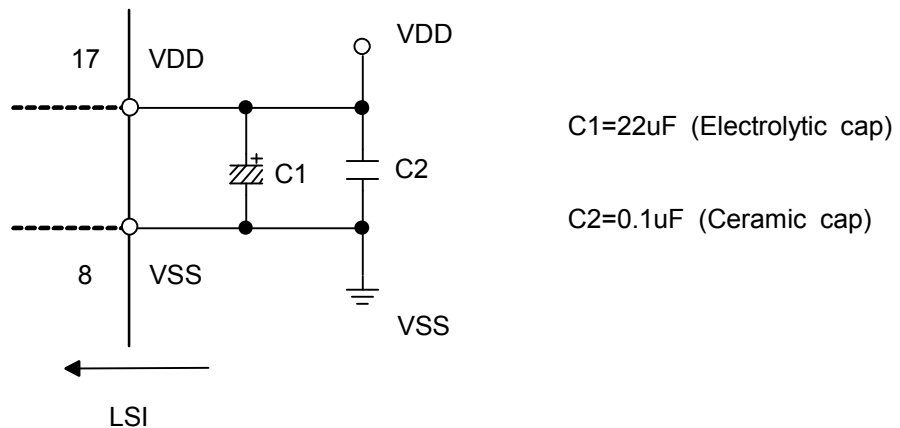 VDD
17 VDD
C1=22uF (Electrolytic cap)
+
C1 C2
C2=0.1uF (Ceramic cap)
8 VSS
VSS
LSI